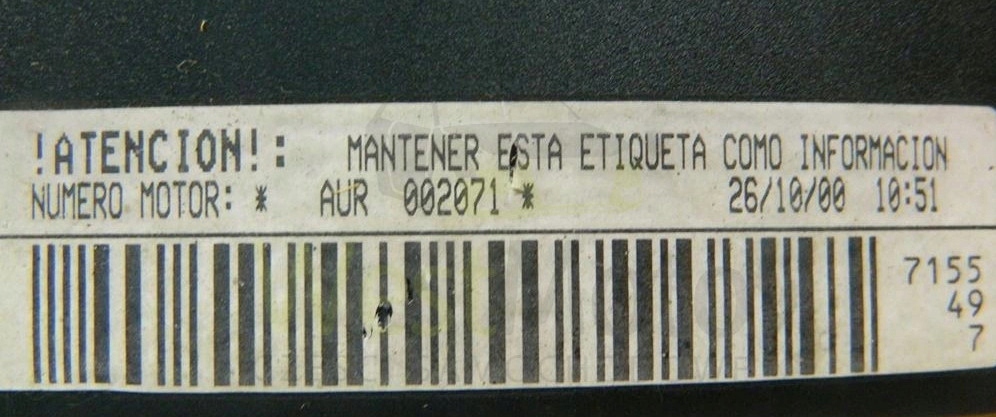 !ATENCION!: MANTENER ESTA ETIQUETA COMO INFORMACION
NUMERO MOTOR: * AUR 002071 * 26/10/00 10:51
7155
49
7